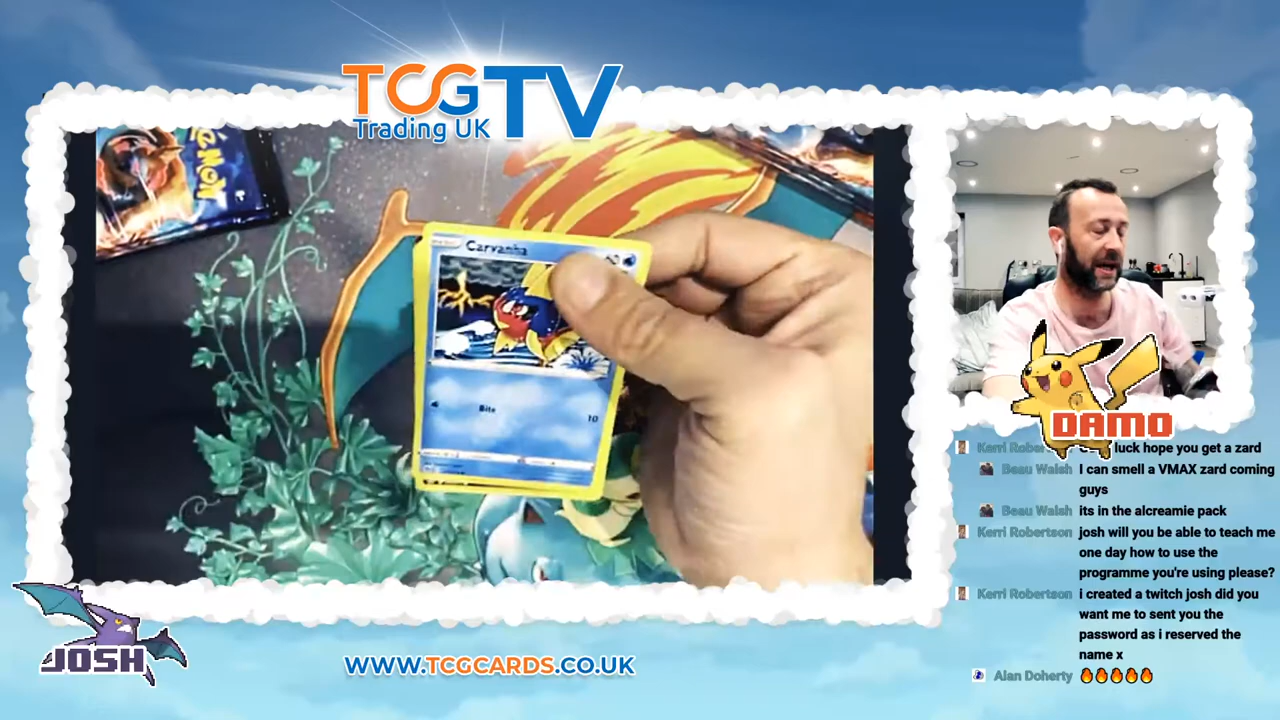 TCG TV
Trading UK
Carvanha
Bite
10
DAMO
Kerri luck hope you get a zard
Beau Walsh I can smell a VMAX zard coming
guys
Beau Walsh its in the alcreamie pack
Kerri Robertson josh will you be able to teach me
one day how to use the
programme you're using please?
Kerri Robertson i created a twitch josh did you
want me to sent you the
password as i reserved the
name x
Alan Doherty 🔥🔥🔥🔥🔥
JOSH
WWW.TCGCARDS.CO.UK